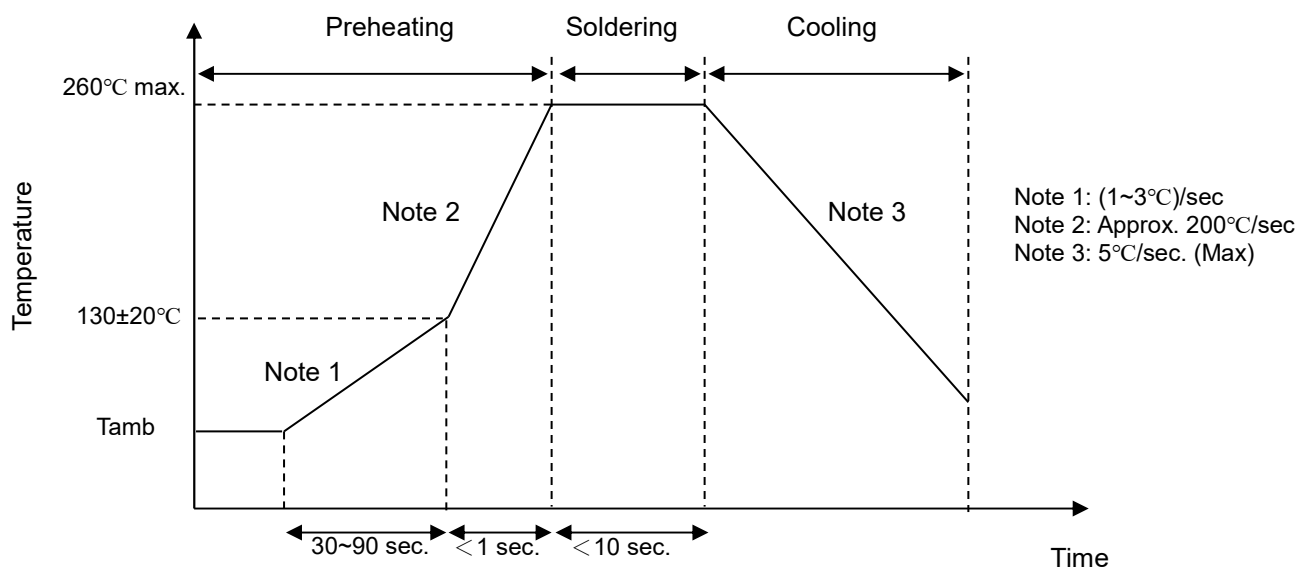 Preheating
Soldering
Cooling
260℃ max.
Temperature
Note 2
Note 3
Note 1: (1~3℃)/sec
Note 2: Approx. 200℃/sec
Note 3: 5℃/sec. (Max)
130±20℃
Note 1
Tamb
30~90 sec.
＜1 sec.
＜10 sec.
Time